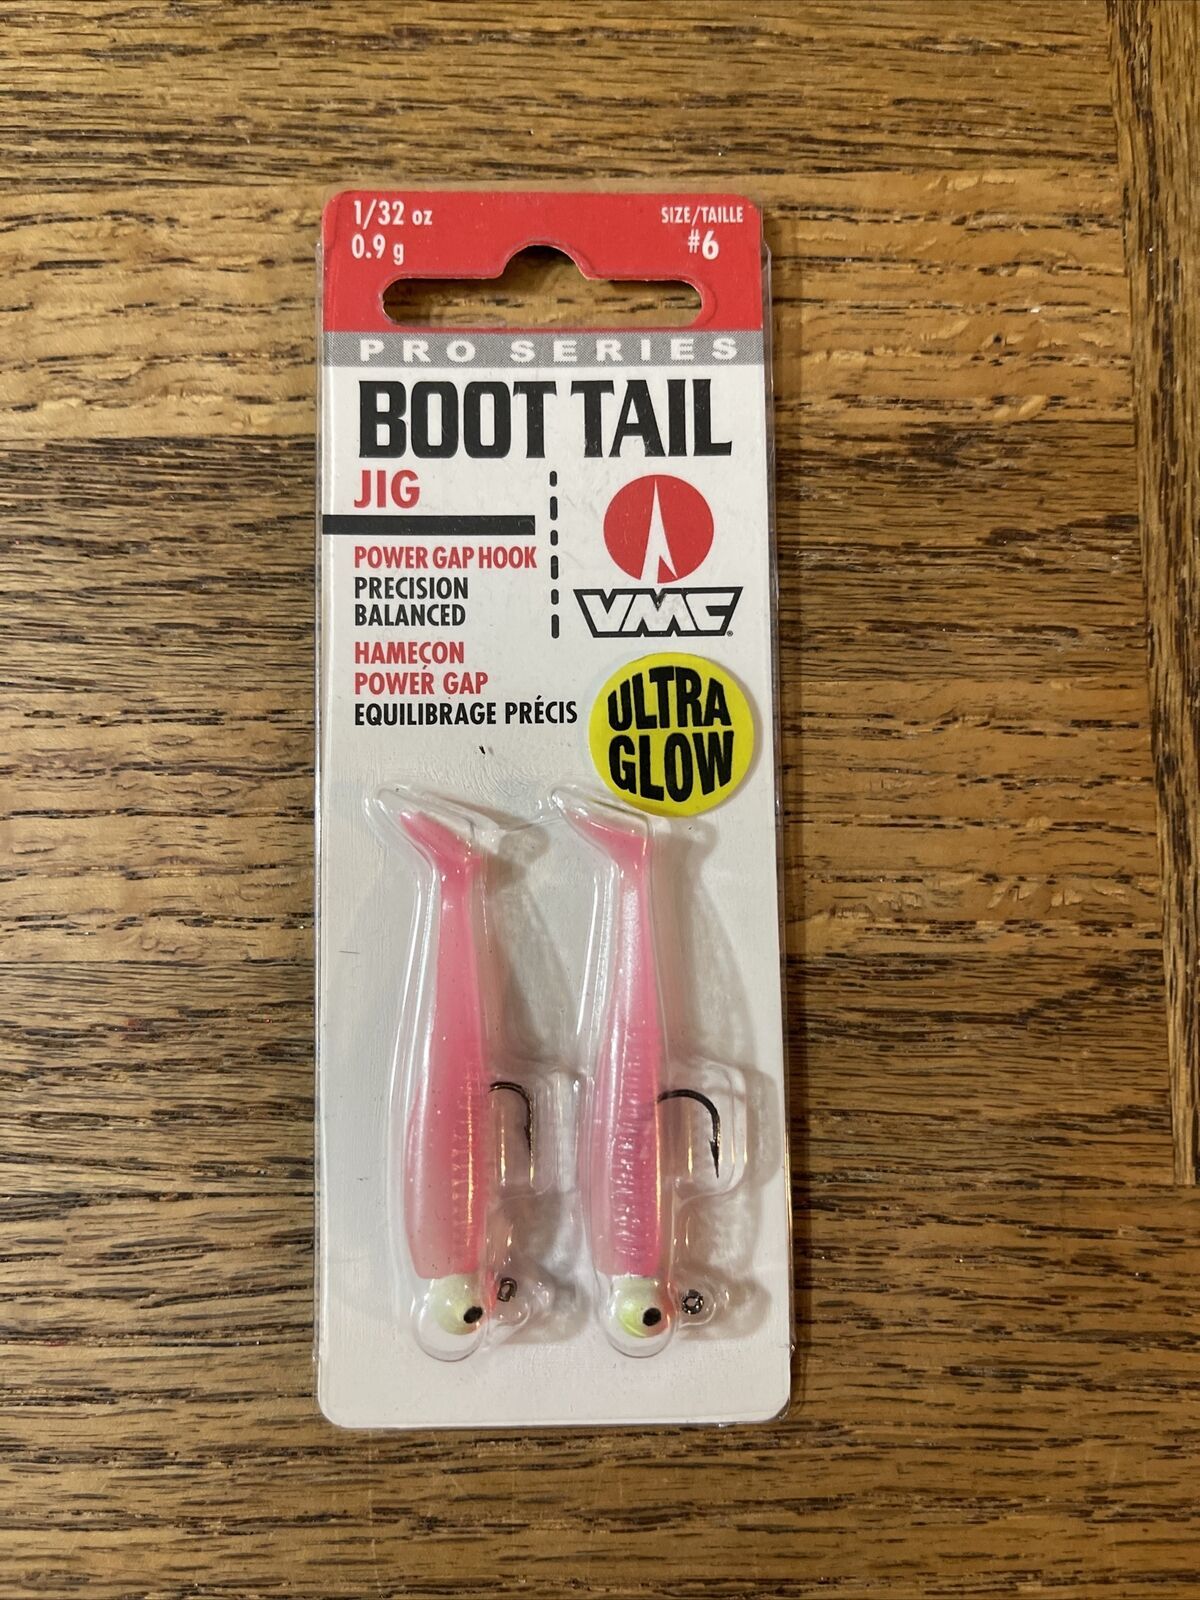 1/32 oz
0.9 g
SIZE/TAILLE
#6
PRO SERIES
BOOT TAIL
JIG
POWER GAP HOOK
PRECISION
BALANCED
HAMEÇON
POWER GAP
EQUILIBRAGE PRÉCIS
VMC®
ULTRA
GLOW